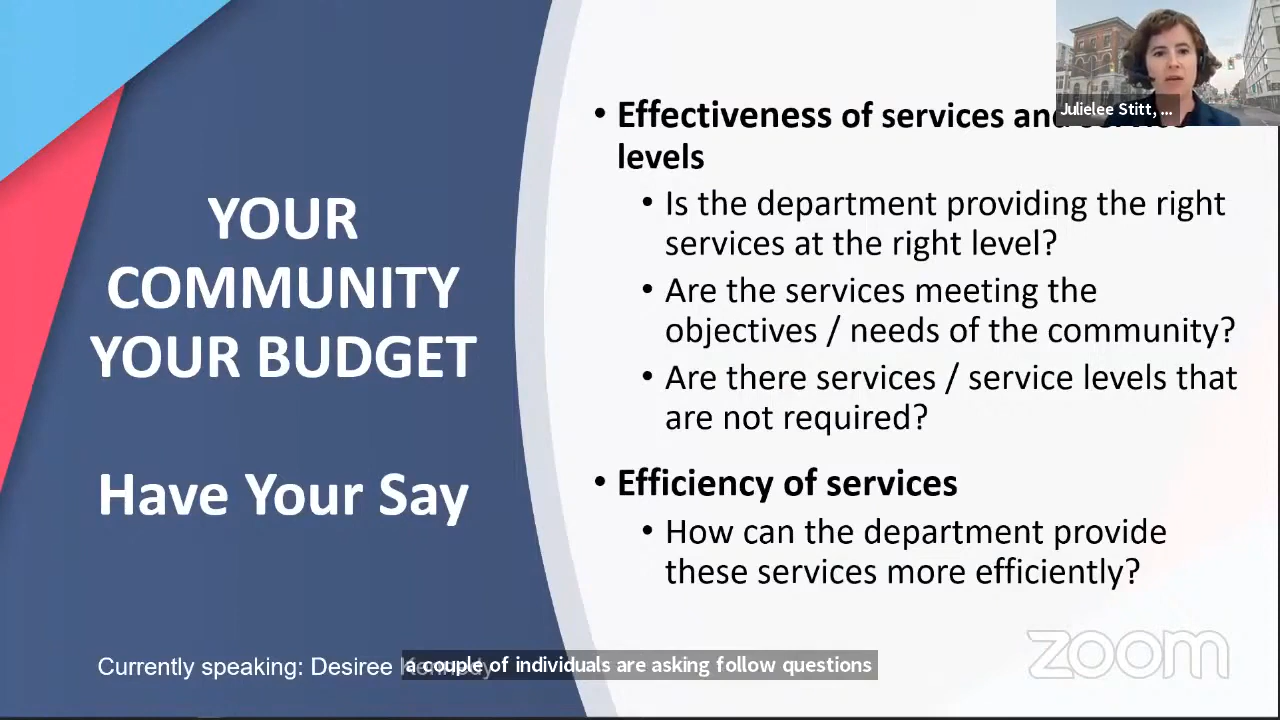 YOUR
COMMUNITY
YOUR BUDGET
Have Your Say
• Effectiveness of services and service
levels
• Is the department providing the right
services at the right level?
• Are the services meeting the
objectives / needs of the community?
• Are there services / service levels that
are not required?
• Efficiency of services
• How can the department provide
these services more efficiently?
Julielee Stitt, ...
Currently speaking: Desiree Kennedy
a couple of individuals are asking follow questions
zoom